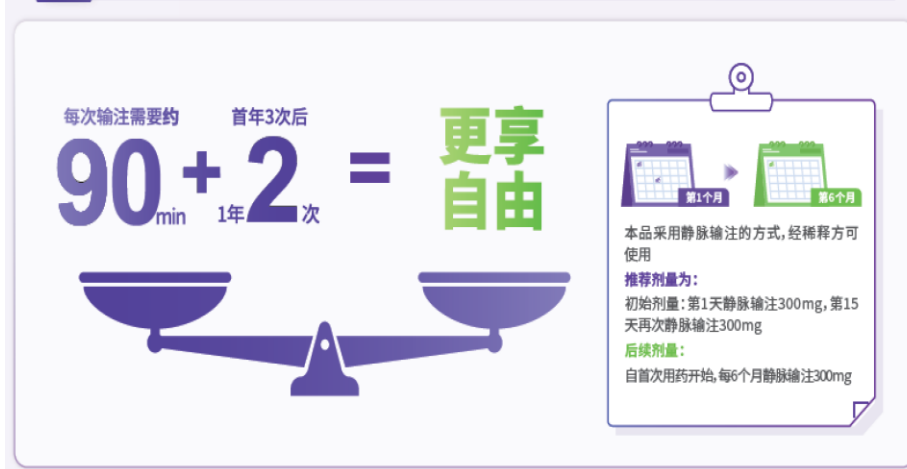 每次输注需要约
90min
+
首年3次后
1年2次
=
更享
自由
第1个月
第6个月
本品采用静脉输注的方式,经稀释方可
使用
推荐剂量为:
初始剂量:第1天静脉输注300mg,第15
天再次静脉输注300mg
后续剂量:
自首次用药开始,每6个月静脉输注300mg